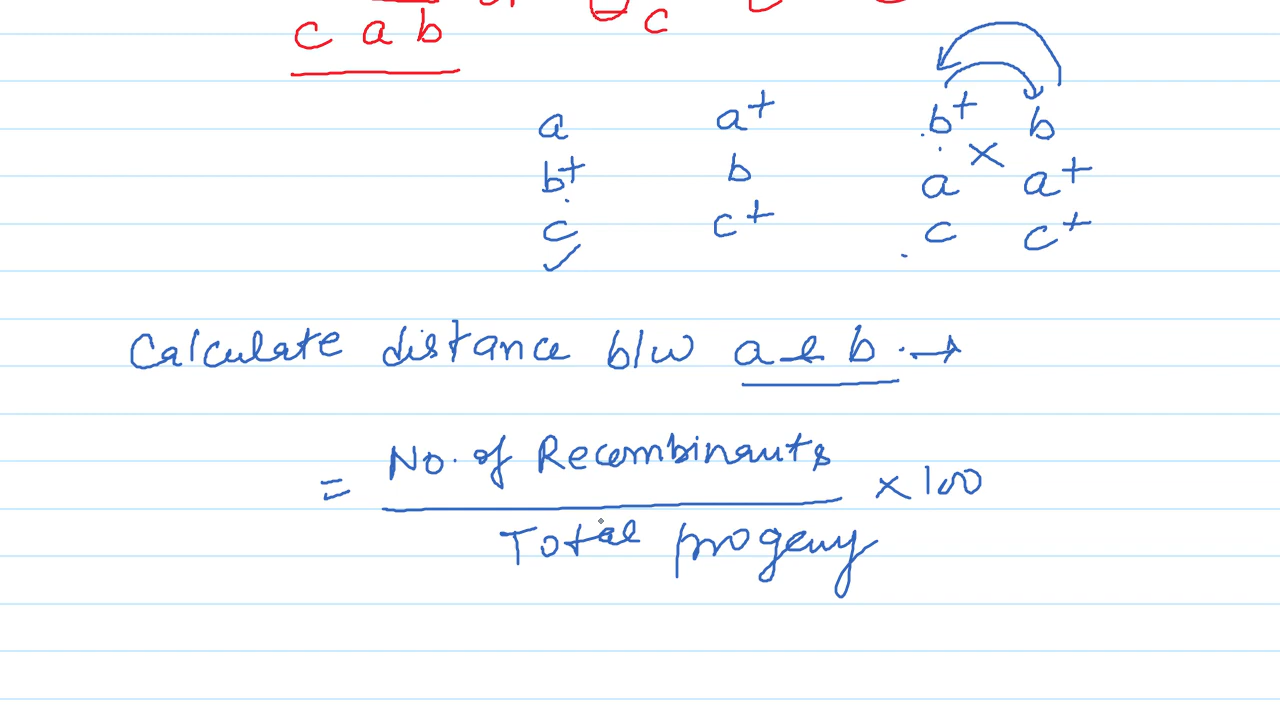 c a b
c
a a+ b+ b
b+ b × a a+
c c+ c c+
Calculate distance b/w a & b. →
= No. of Recombinants × 100
Total progeny